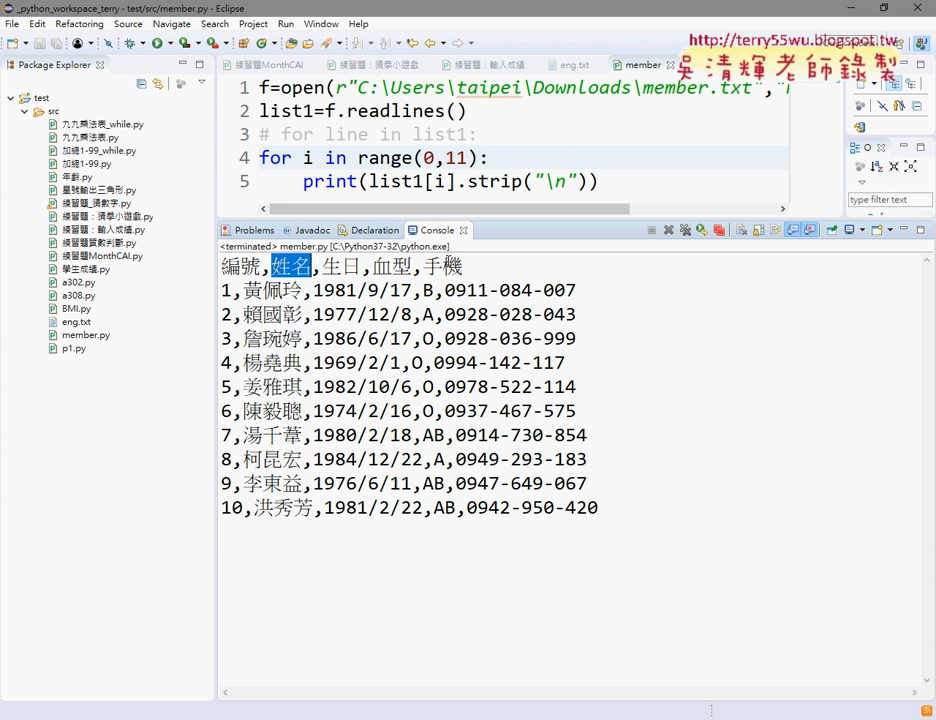 _python_workspace_terry - test/src/member.py - Eclipse
File Edit Refactoring Source Navigate Search Project Run Window Help
http://terry55wu.blogspot.tw
吳清輝老師錄製
Package Explorer
test
src
九九乘法表_while.py
九九乘法表.py
加總1-99_while.py
加總1-99.py
年齡.py
星號輸出三角形.py
練習題_猜數字.py
練習題：猜學小遊戲.py
練習題：輸入成績.py
練習題質數判斷.py
練習題MonthCAI.py
學生成績.py
a302.py
a308.py
BMI.py
eng.txt
member.py
p1.py
練習題MonthCAI
練習題：猜學小遊戲
練習題：輸入成績
eng.txt
member
1 f=open(r"C:\Users\taipei\Downloads\member.txt","
2 list1=f.readlines()
3 # for line in list1:
4 for i in range(0,11):
5 print(list1[i].strip("\n"))
type filter text
Problems Javadoc Declaration Console
<terminated> member.py [C:\Python37-32\python.exe]
編號,姓名,生日,血型,手機
1,黃佩玲,1981/9/17,B,0911-084-007
2,賴國彰,1977/12/8,A,0928-028-043
3,詹琬婷,1986/6/17,O,0928-036-999
4,楊堯典,1969/2/1,O,0994-142-117
5,姜雅琪,1982/10/6,O,0978-522-114
6,陳毅聰,1974/2/16,O,0937-467-575
7,湯千葦,1980/2/18,AB,0914-730-854
8,柯昆宏,1984/12/22,A,0949-293-183
9,李東益,1976/6/11,AB,0947-649-067
10,洪秀芳,1981/2/22,AB,0942-950-420